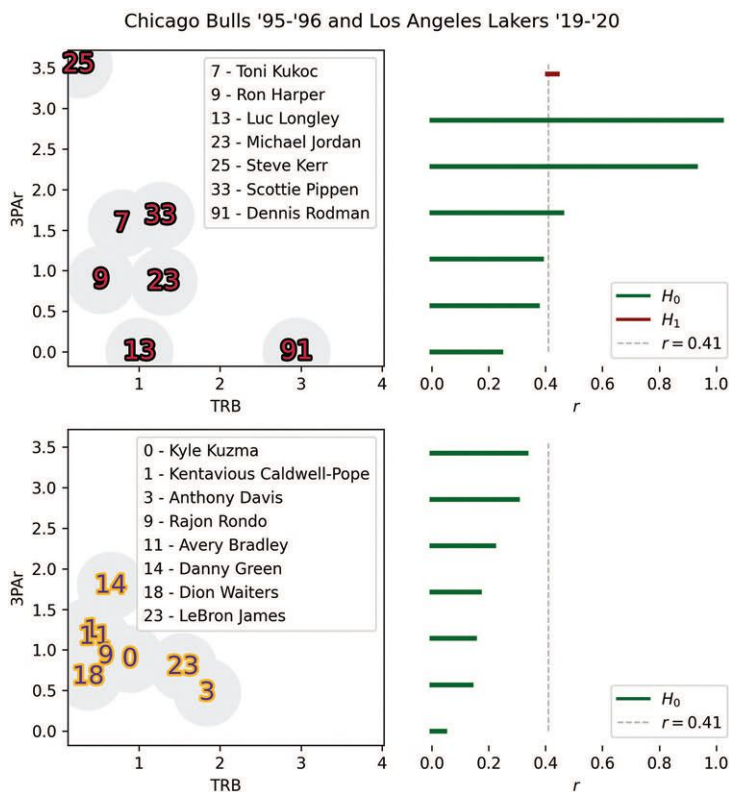 Chicago Bulls '95-'96 and Los Angeles Lakers '19-'20
3PAr
3.5
3.0
2.5
2.0
1.5
1.0
0.5
0.0
25
7
33
9
23
13
91
7 - Toni Kukoc
9 - Ron Harper
13 - Luc Longley
23 - Michael Jordan
25 - Steve Kerr
33 - Scottie Pippen
91 - Dennis Rodman
1 2 3 4
TRB
H₀
H₁
r = 0.41
0.0 0.2 0.4 0.6 0.8 1.0
r
3PAr
3.5
3.0
2.5
2.0
1.5
1.0
0.5
0.0
0 - Kyle Kuzma
1 - Kentavious Caldwell-Pope
3 - Anthony Davis
9 - Rajon Rondo
11 - Avery Bradley
14 - Danny Green
18 - Dion Waiters
23 - LeBron James
14
1
11
9
0
23
18
3
1 2 3 4
TRB
H₀
r = 0.41
0.0 0.2 0.4 0.6 0.8 1.0
r